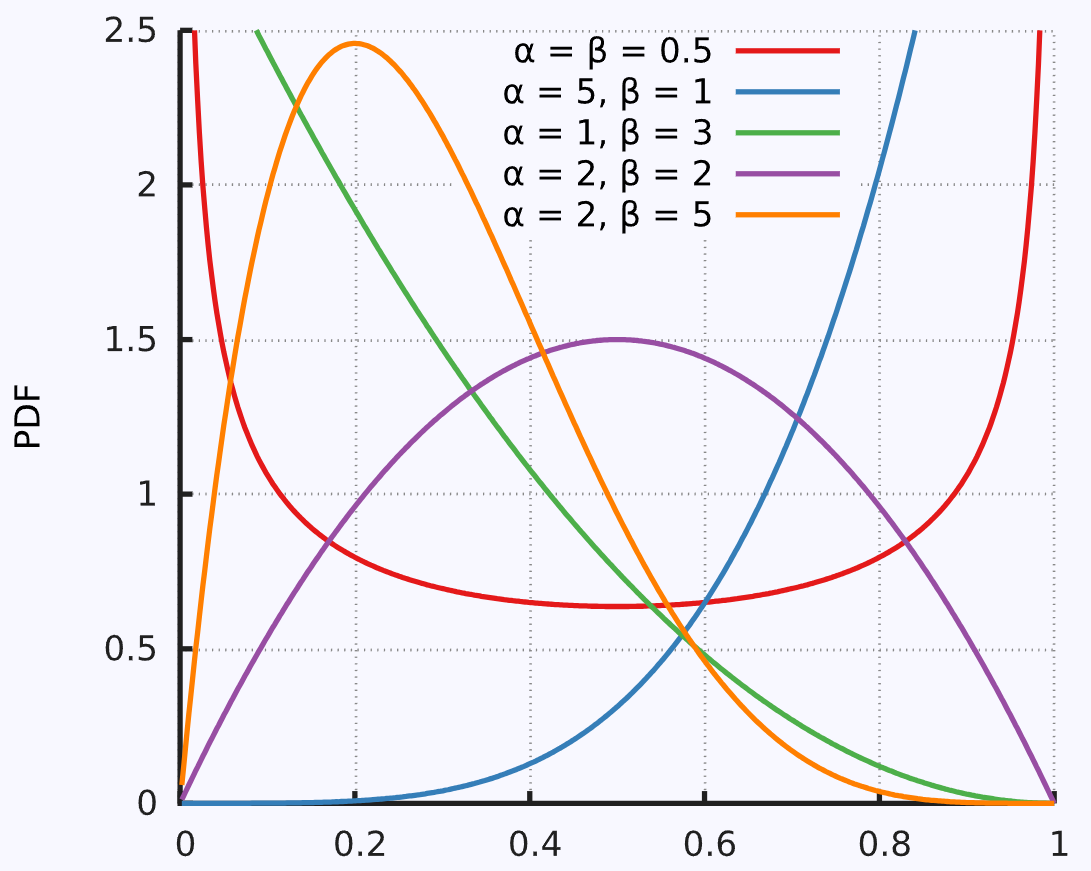 2.5
α = β = 0.5
α = 5, β = 1
α = 1, β = 3
2
α = 2, β = 2
α = 2, β = 5
1.5
PDF
1
0.5
0
0 0.2 0.4 0.6 0.8 1